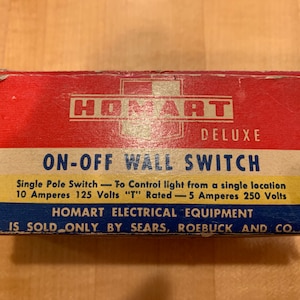 HOMART
DELUXE
ON-OFF WALL SWITCH
Single Pole Switch — To Control light from a single location
10 Amperes 125 Volts "T" Rated — 5 Amperes 250 Volts
HOMART ELECTRICAL EQUIPMENT
IS SOLD ONLY BY SEARS, ROEBUCK AND CO.